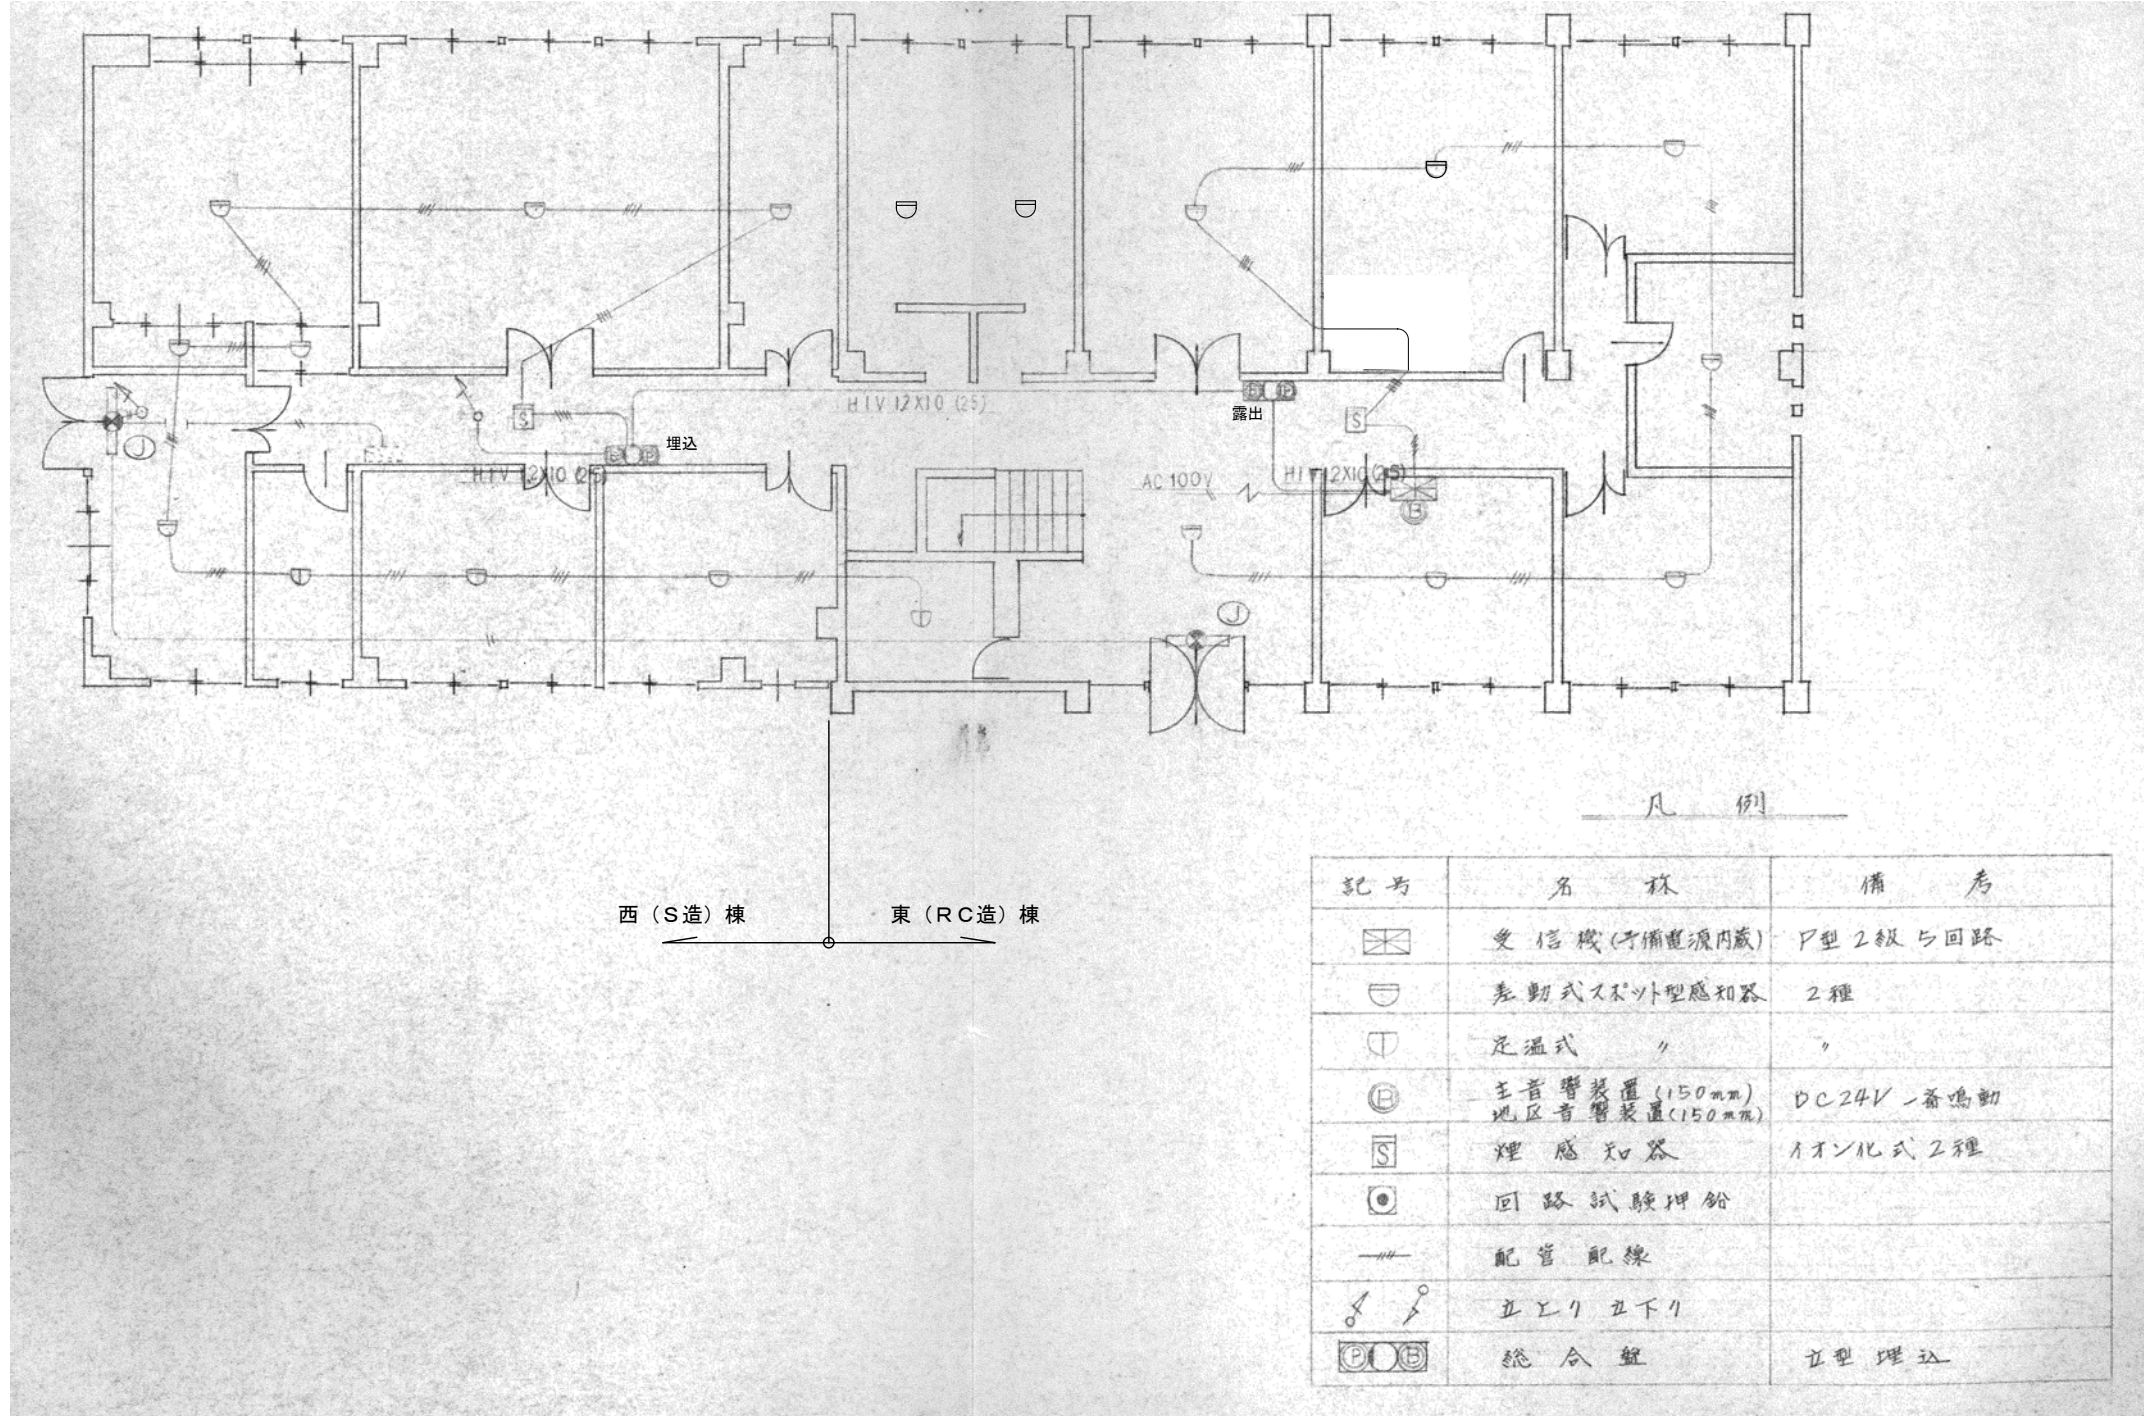 HIV 12X10 (25)
露出
S
S
J
埋込
HIV 12X10 (25)
AC 100V
HIV 12X10 (25)
B
J
凡 例
西（S造）棟
東（RC造）棟
記号 名称 備考
受信機(予備電源内蔵) P型2級5回路
差動式スポット型感知器 2種
定温式 〃 〃
B 主音響装置(150mm)
地区音響装置(150mm) DC24V 一斉鳴動
S 煙感知器 イオン化式2種
回路試験押鈕
配管配線
立上り立下り
P B 総合盤 立型埋込